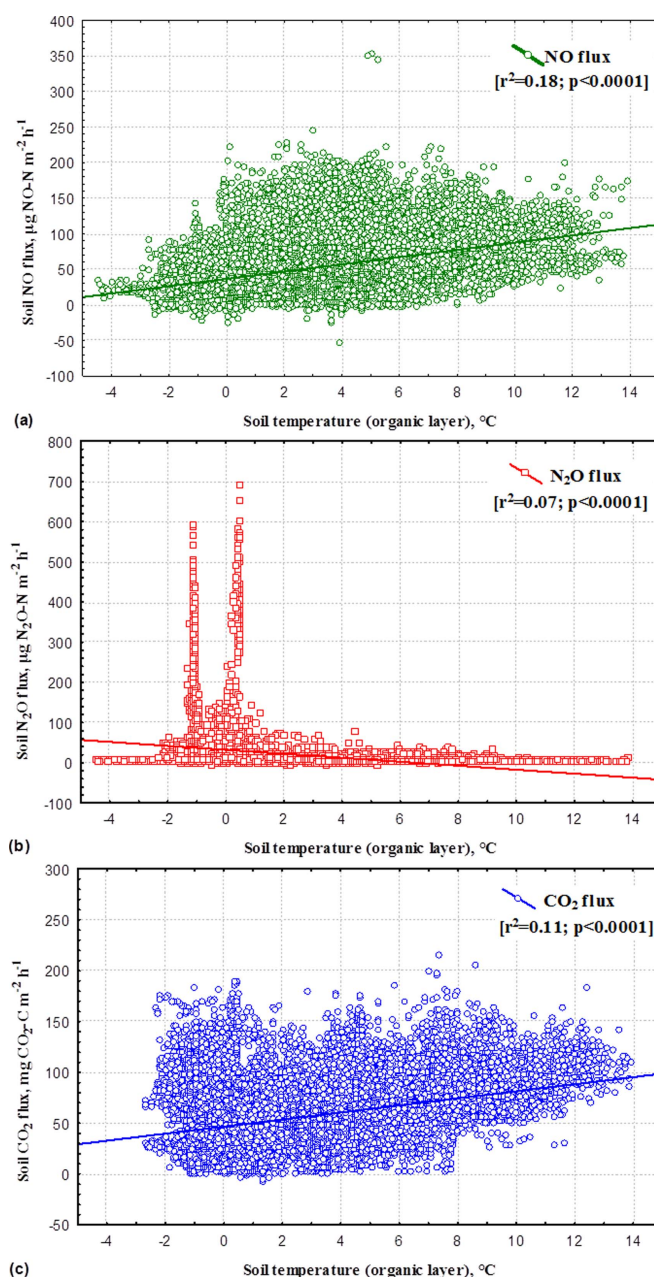 400
NO flux
350
[r²=0.18; p<0.0001]
300
250
200
150
100
50
0
-50
-100
Soil NO flux, µg NO-N m⁻² h⁻¹
-4 -2 0 2 4 6 8 10 12 14
(a) Soil temperature (organic layer), °C
800
N₂O flux
700
[r²=0.07; p<0.0001]
600
500
400
300
200
100
0
-100
Soil N₂O flux, µg N₂O-N m⁻² h⁻¹
-4 -2 0 2 4 6 8 10 12 14
(b) Soil temperature (organic layer), °C
300
CO₂ flux
250
[r²=0.11; p<0.0001]
200
150
100
50
0
-50
Soil CO₂ flux, mg CO₂-C m⁻² h⁻¹
-4 -2 0 2 4 6 8 10 12 14
(c) Soil temperature (organic layer), °C